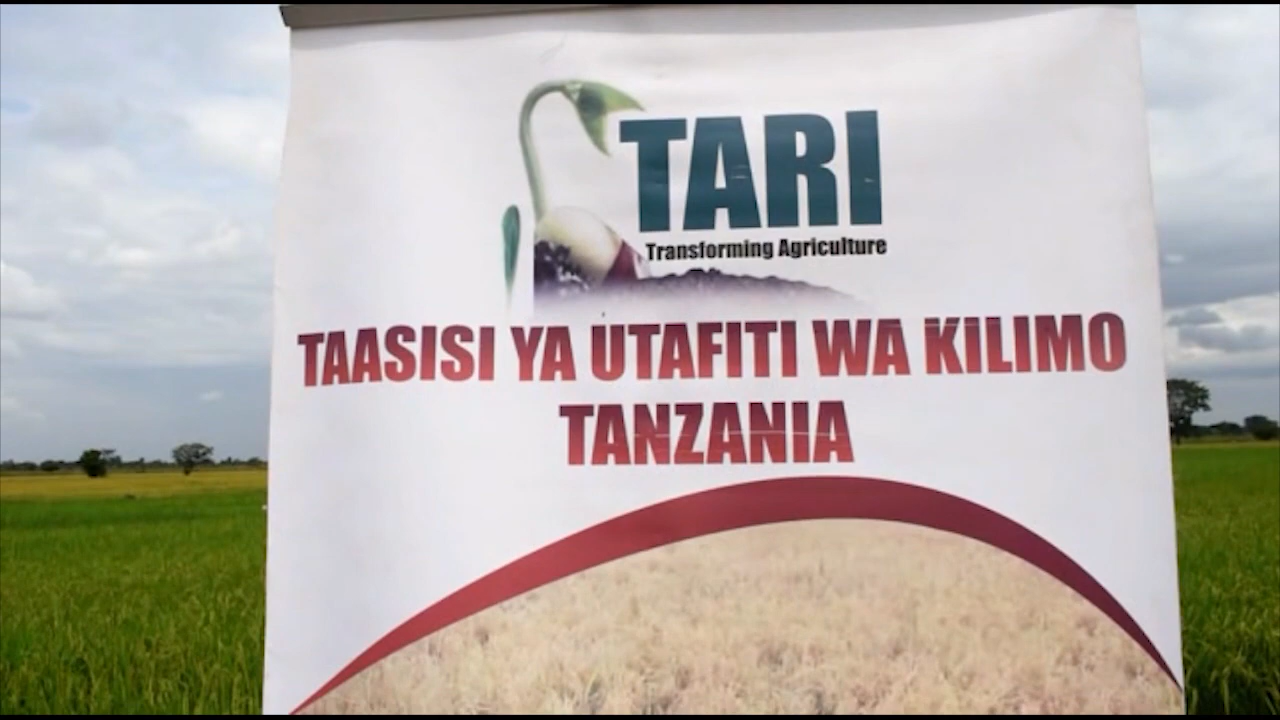 TARI
Transforming Agriculture
TAASISI YA UTAFITI WA KILIMO
TANZANIA